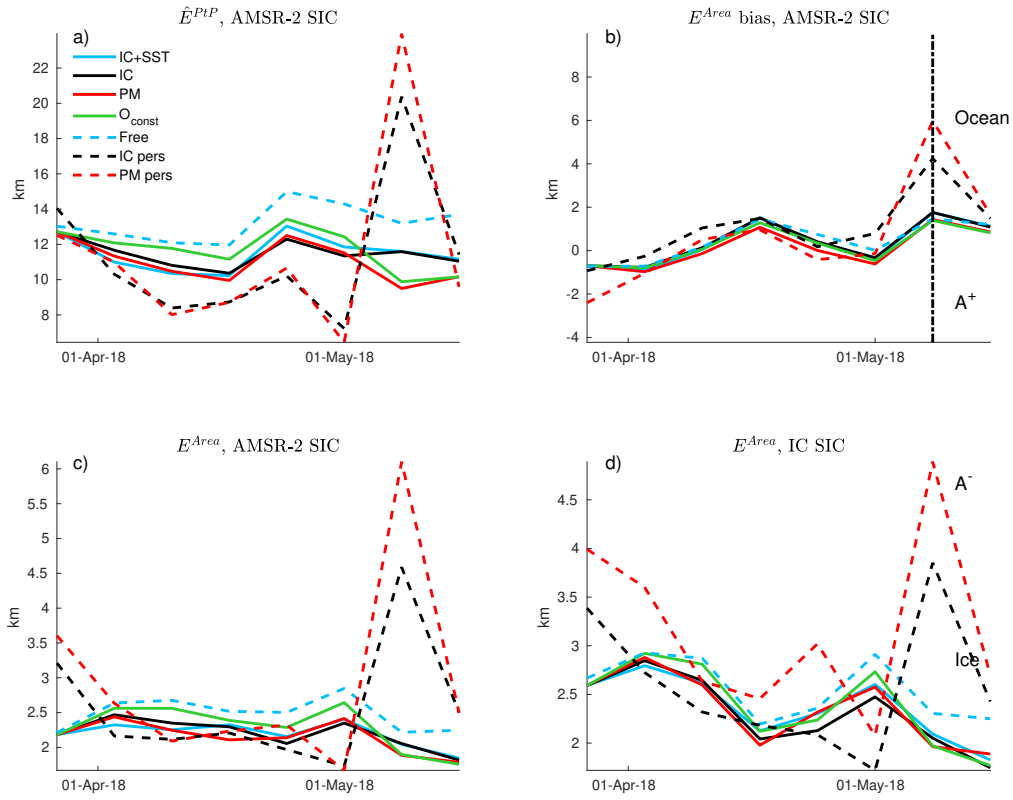 Ê^{PtP}, AMSR-2 SIC
a)
22
20
18
16
14
12
10
8
km
IC+SST
IC
PM
O_{const}
Free
IC pers
PM pers
01-Apr-18
01-May-18
E^{Area} bias, AMSR-2 SIC
b)
8
6
4
2
0
-2
-4
km
Ocean
A^{+}
01-Apr-18
01-May-18
E^{Area}, AMSR-2 SIC
c)
6
5.5
5
4.5
4
3.5
3
2.5
2
km
01-Apr-18
01-May-18
E^{Area}, IC SIC
d)
4.5
4
3.5
3
2.5
2
km
A^{-}
Ice
01-Apr-18
01-May-18